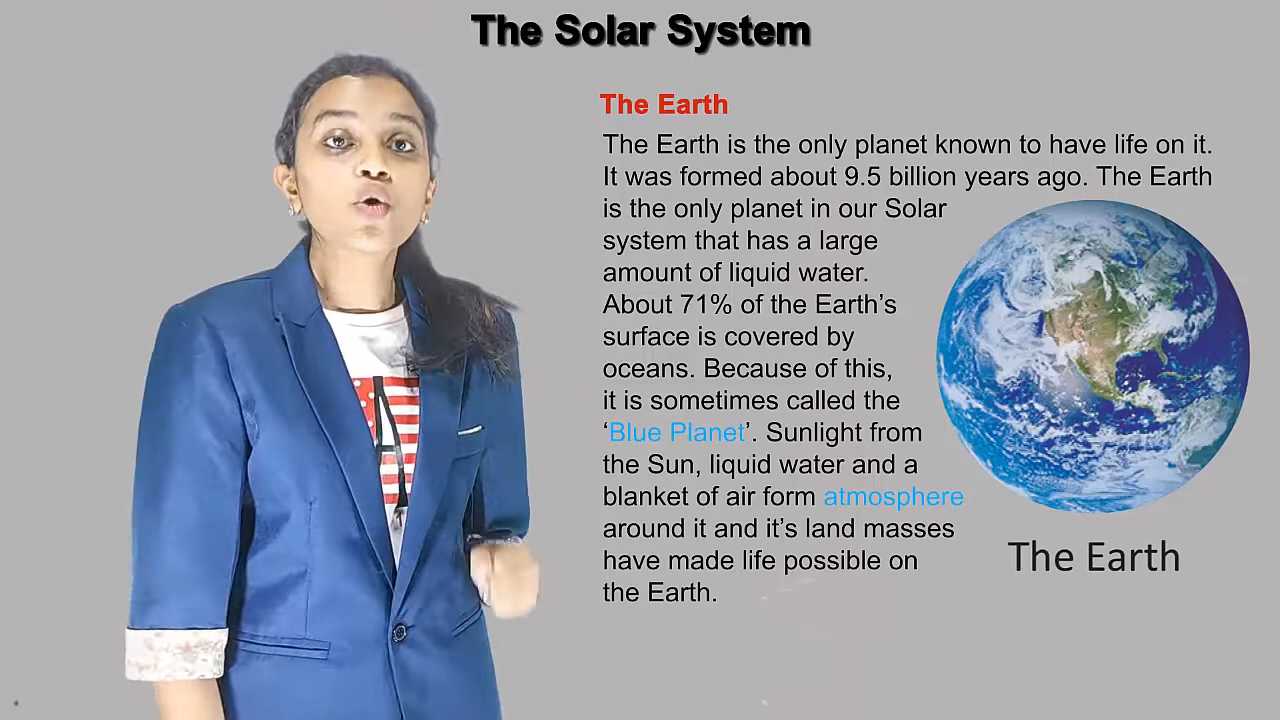 The Solar System
The Earth
The Earth is the only planet known to have life on it.
It was formed about 9.5 billion years ago. The Earth
is the only planet in our Solar
system that has a large
amount of liquid water.
About 71% of the Earth’s
surface is covered by
oceans. Because of this,
it is sometimes called the
‘Blue Planet’. Sunlight from
the Sun, liquid water and a
blanket of air form atmosphere
around it and it’s land masses
have made life possible on
the Earth.
The Earth